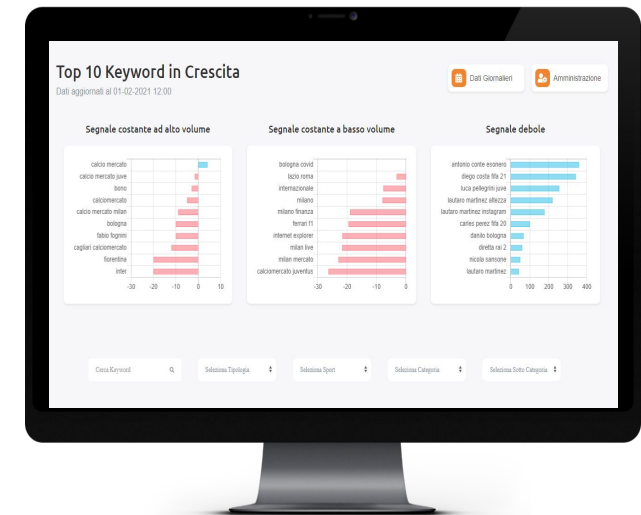 Top 10 Keyword in Crescita
Dati aggiornati al 01-02-2021 12:00
Dati Giornalieri
Amministrazione
Segnale costante ad alto volume
calcio mercato
calcio mercato juve
bono
calciomercato
calcio mercato milan
bologna
fabio fognini
cagliari calciomercato
fiorentina
inter
-30 -20 -10 0 10
Segnale costante a basso volume
bologna covid
lazio roma
internazionale
milano
milano finanza
ferrari f1
internet explorer
milan live
milan mercato
calciomercato juventus
-30 -20 -10 0
Segnale debole
antonio conte esonero
diego costa fifa 21
luca pellegrini juve
lautaro martinez altezza
lautaro martinez instagram
carles perez fifa 20
danilo bologna
diretta rai 2
nicola sansone
lautaro martinez
0 100 200 300 400
Cerca Keyword
Seleziona Tipologia
Seleziona Sport
Seleziona Categoria
Seleziona Sotto Categoria